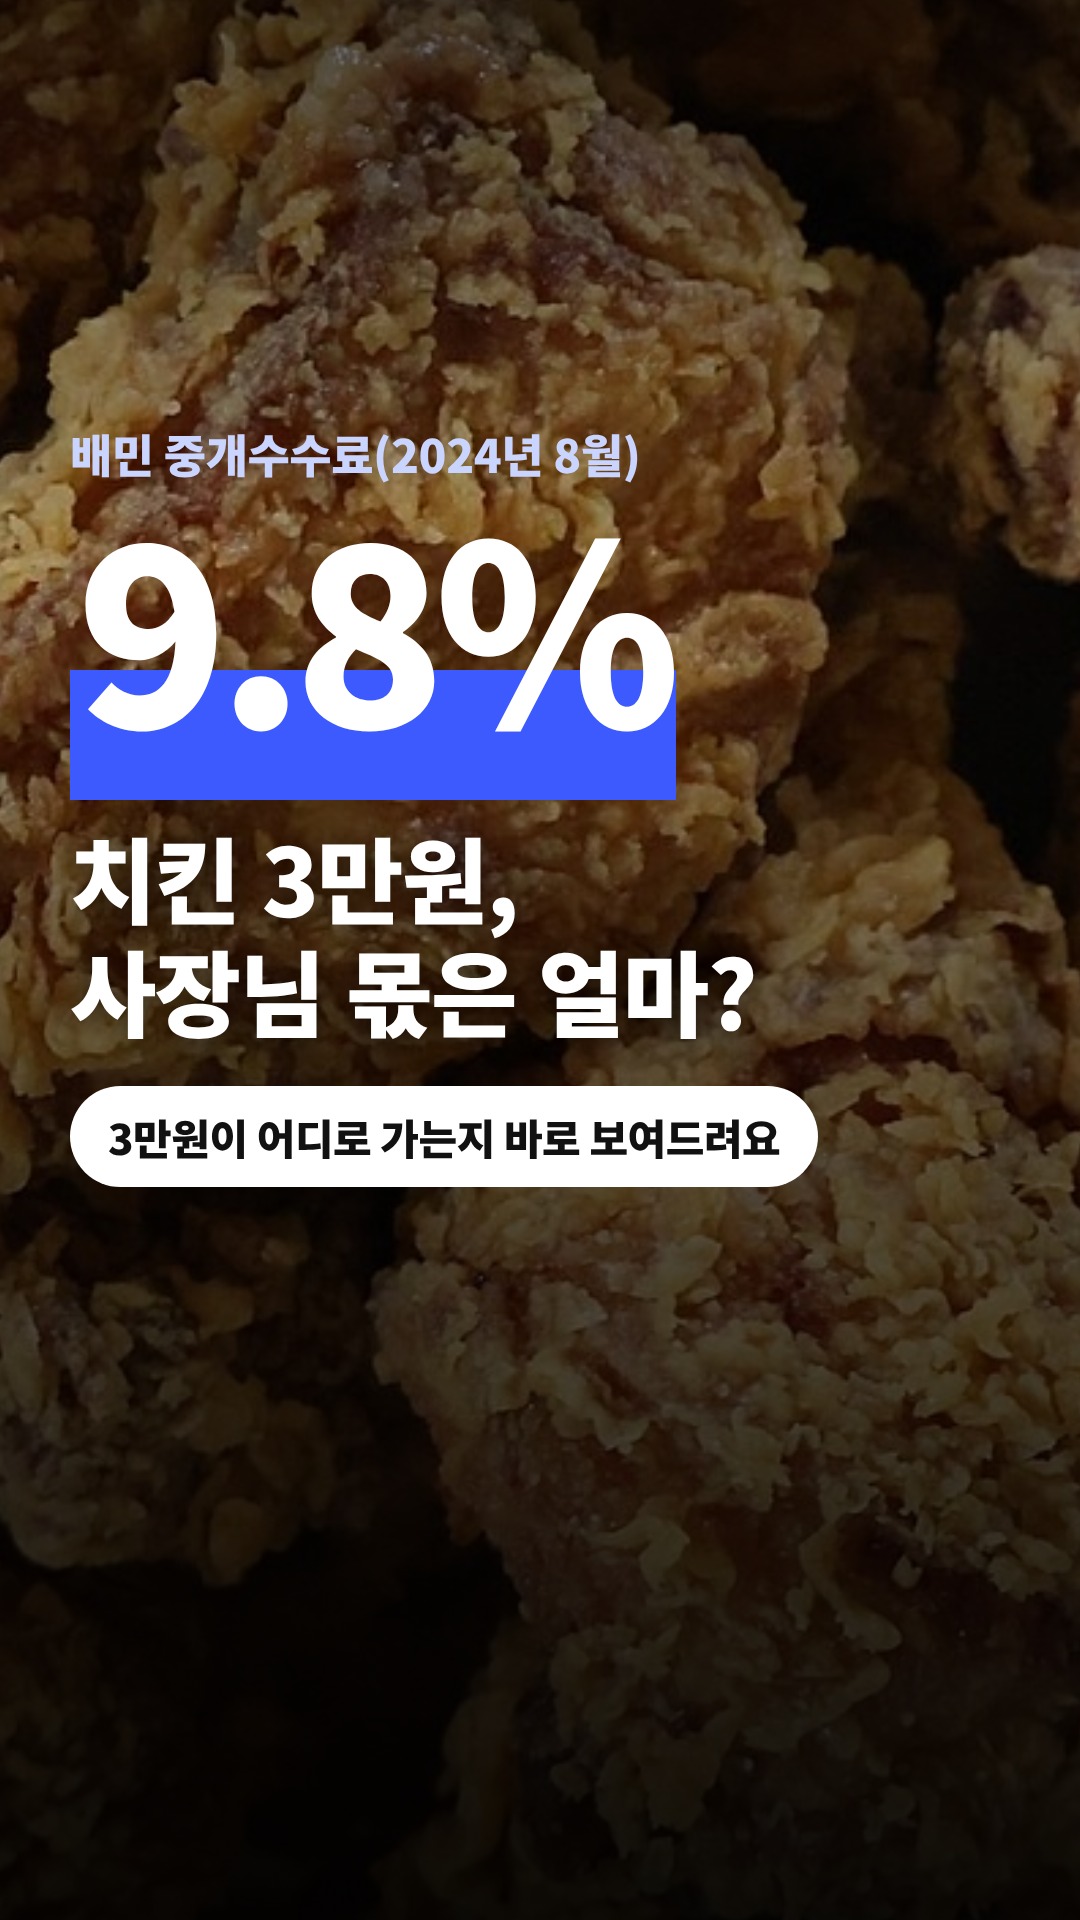 배민 중개수수료(2024년 8월)
9.8%
치킨 3만원,
사장님 몫은 얼마?
3만원이 어디로 가는지 바로 보여드려요